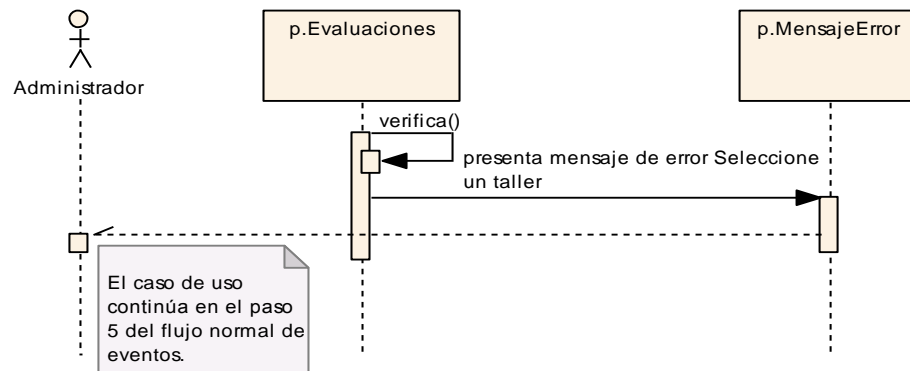 p.Evaluaciones
p.MensajeError
Administrador
verifica()
presenta mensaje de error Seleccione
un taller
El caso de uso
continúa en el paso
5 del flujo normal de
eventos.